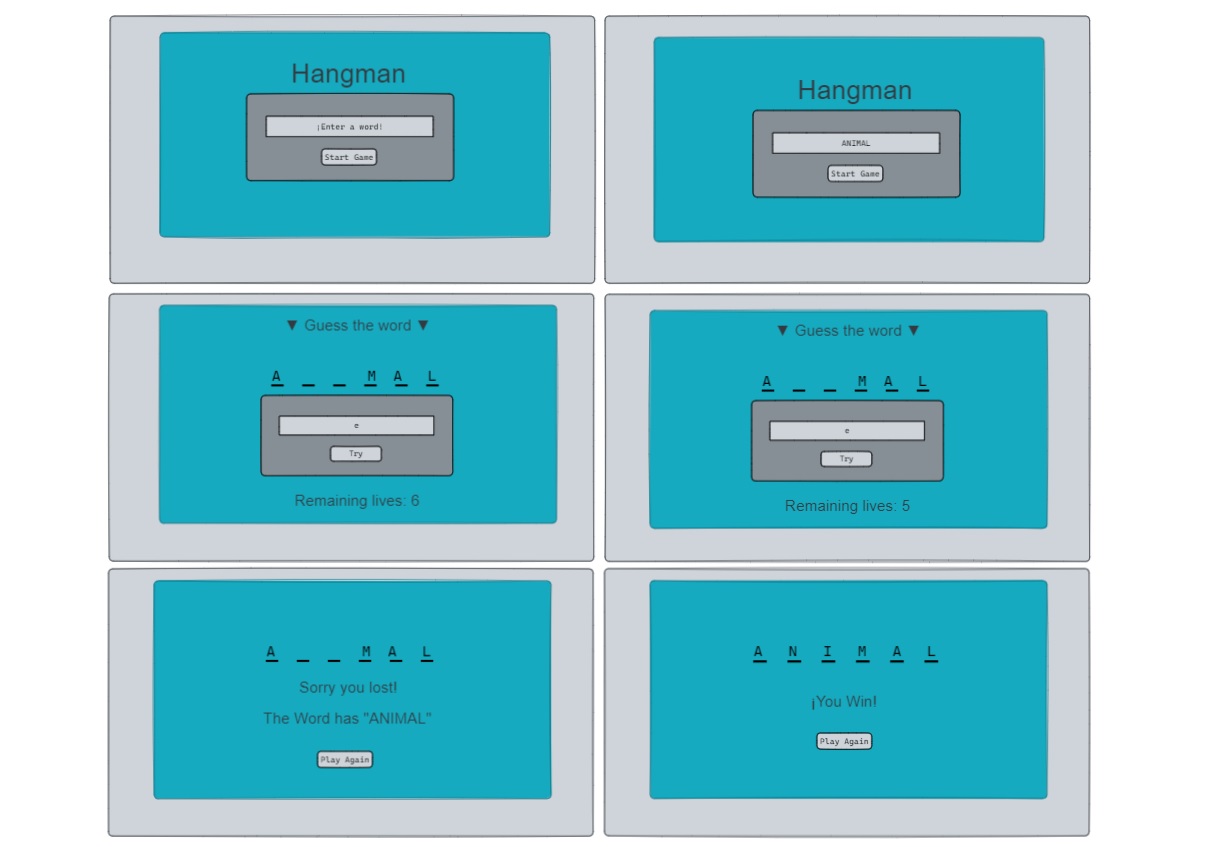 Hangman
¡Enter a word!
Start Game
Hangman
ANIMAL
Start Game
▼ Guess the word ▼
A _ _ M A L
e
Try
Remaining lives: 6
▼ Guess the word ▼
A _ _ M A L
e
Try
Remaining lives: 5
A _ _ M A L
Sorry you lost!
The Word has "ANIMAL"
Play Again
A N I M A L
¡You Win!
Play Again